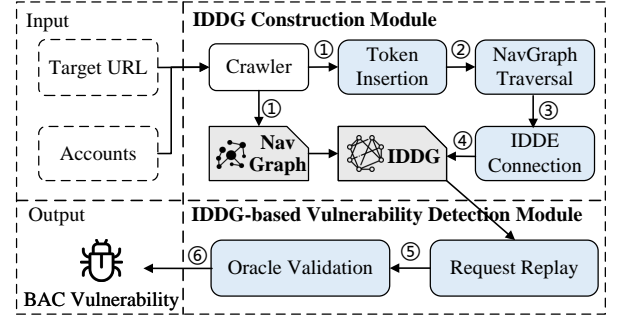 Input
IDDG Construction Module
Target URL
Accounts
Crawler
①
Token
Insertion
②
NavGraph
Traversal
①
③
Nav
Graph
IDDG
④
IDDE
Connection
Output
IDDG-based Vulnerability Detection Module
BAC Vulnerability
⑥
Oracle Validation
⑤
Request Replay